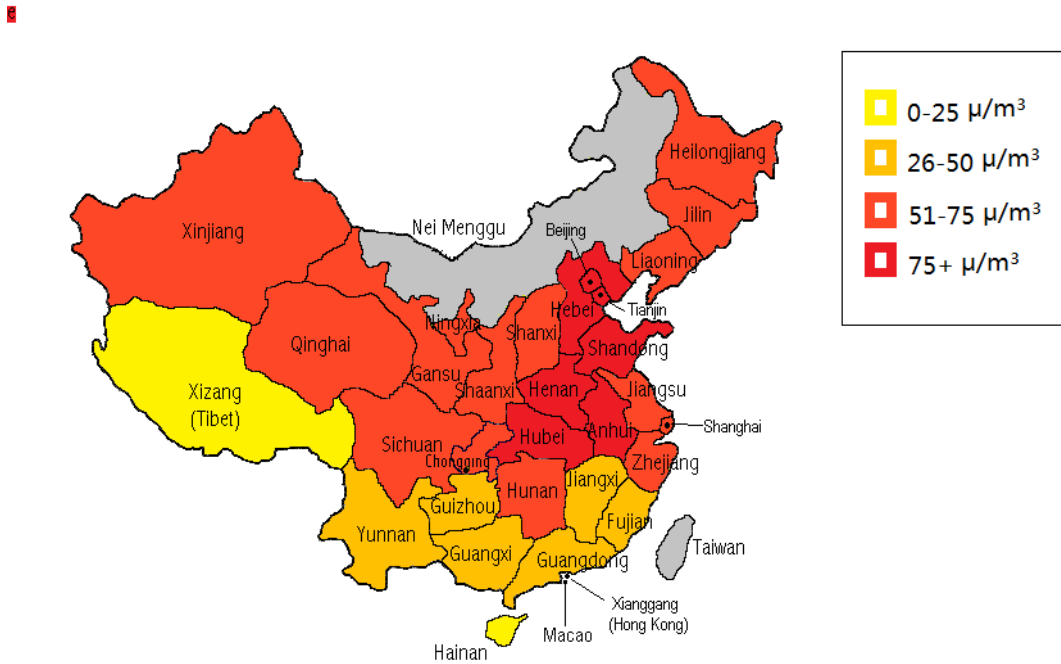 0-25 μ/m³
26-50 μ/m³
51-75 μ/m³
75+ μ/m³
Heilongjiang
Jilin
Xinjiang
Nei Menggu
Beijing
Liaoning
Hebei
Tianjin
Ningxia
Shanxi
Qinghai
Shandong
Gansu
Shaanxi
Henan
Jiangsu
Xizang
(Tibet)
Sichuan
Hubei
Anhui
Shanghai
Chongqing
Zhejiang
Jiangxi
Hunan
Guizhou
Fujian
Yunnan
Guangxi
Guangdong
Taiwan
Xianggang
(Hong Kong)
Macao
Hainan